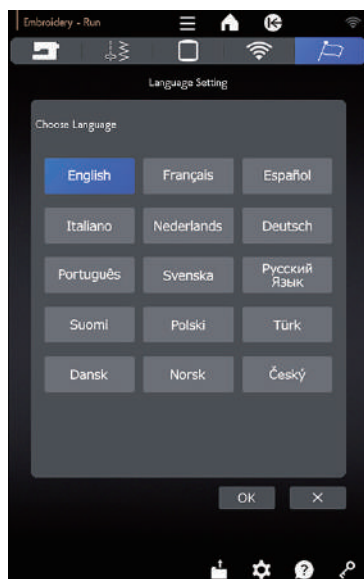 Embroidery - Run
Language Setting
Choose Language
English Français Español
Italiano Nederlands Deutsch
Português Svenska Русский
Язык
Suomi Polski Türk
Dansk Norsk Český
OK ×